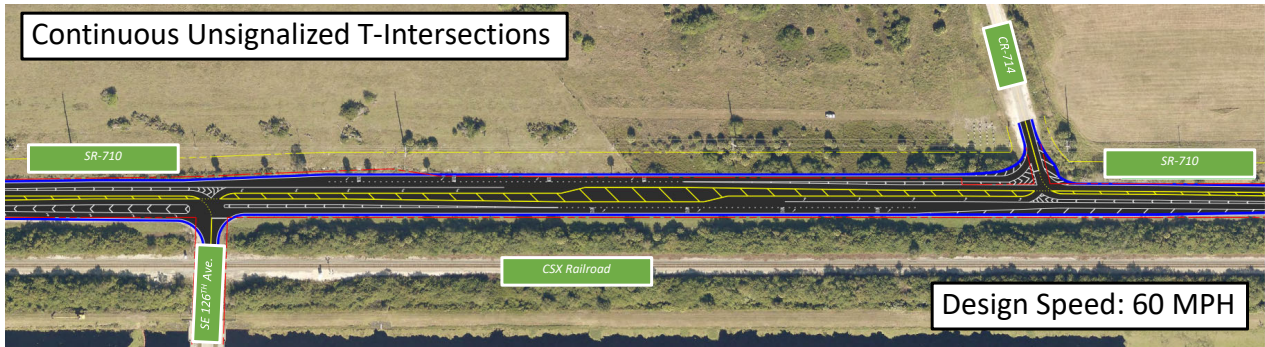 Continuous Unsignalized T-Intersections
CR-714
SR-710
SR-710
SE 126TH Ave.
CSX Railroad
Design Speed: 60 MPH